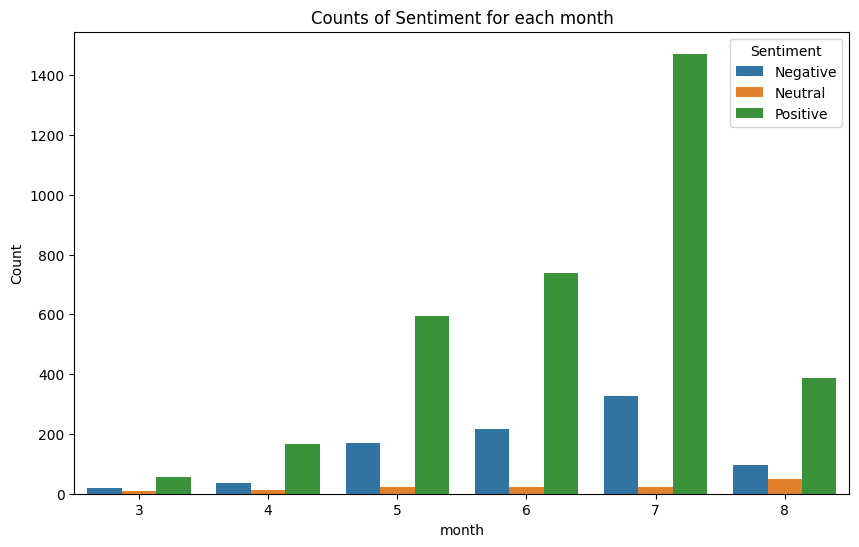 Counts of Sentiment for each month
Sentiment
Negative
Neutral
Positive
Count
1400
1200
1000
800
600
400
200
0
3 4 5 6 7 8
month